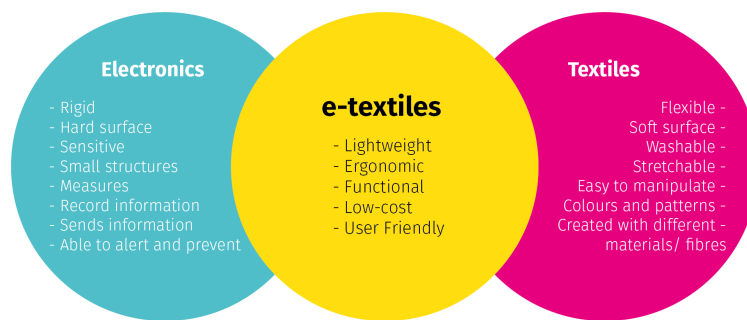 Electronics
- Rigid
- Hard surface
- Sensitive
- Small structures
- Measures
- Record information
- Sends information
- Able to alert and prevent
e-textiles
- Lightweight
- Ergonomic
- Functional
- Low-cost
- User Friendly
Textiles
Flexible -
Soft surface -
Washable -
Stretchable -
Easy to manipulate -
Colours and patterns -
Created with different -
materials/ fibres